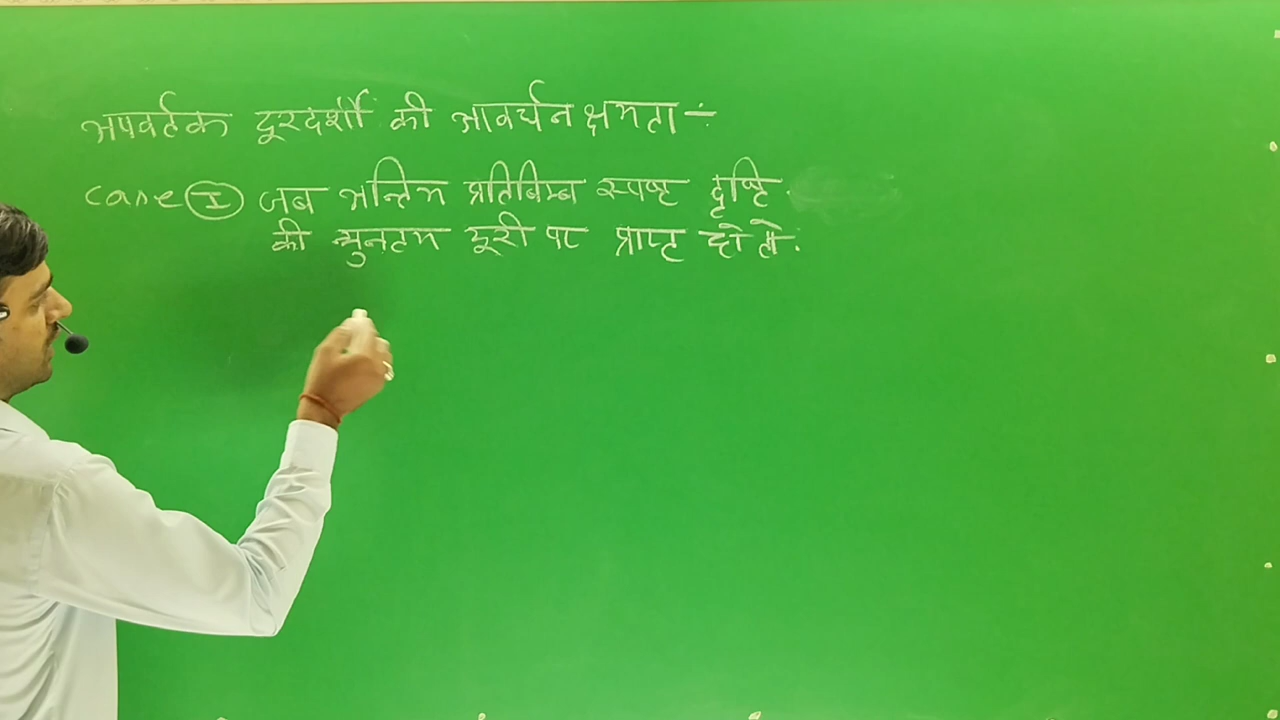 अपवर्तक दूरदर्शी की आवर्धन क्षमता ÷
Case I जब अन्तिम प्रतिबिम्ब स्पष्ट दृष्टि
की न्युनतम दूरी पर प्राप्त हो तो.